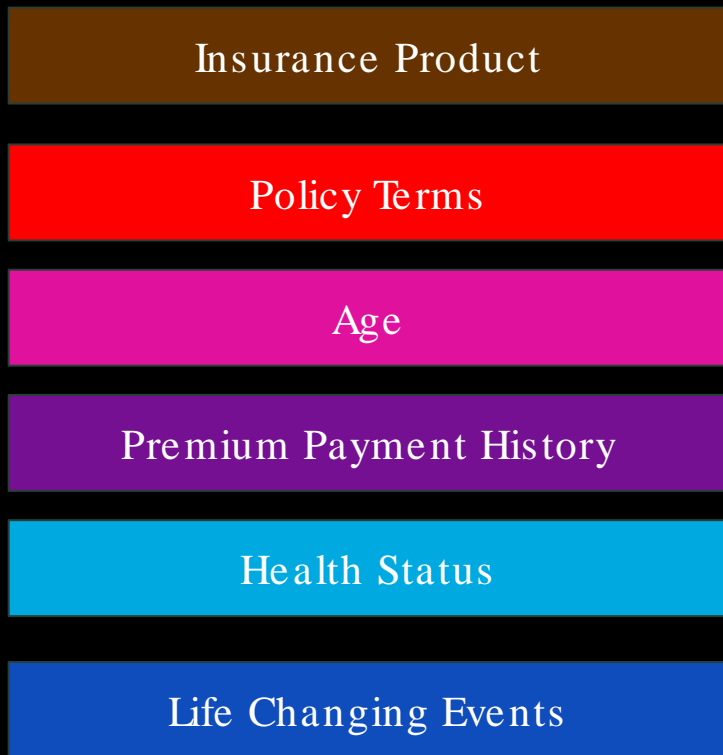 Insurance Product
Policy Terms
Age
Premium Payment History
Health Status
Life Changing Events